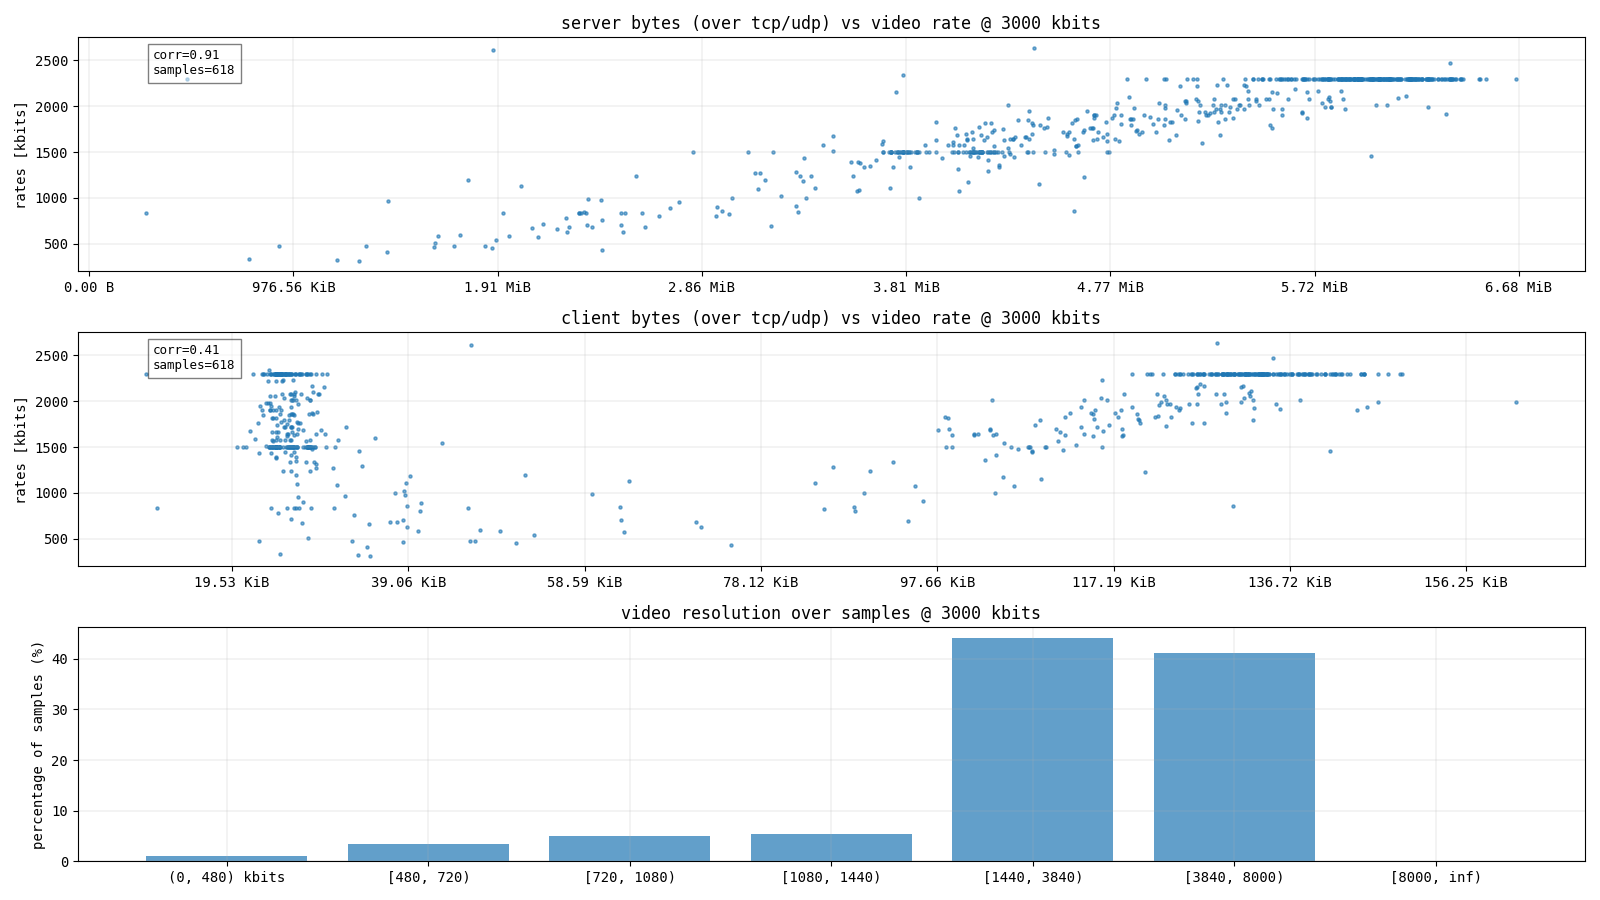 server bytes (over tcp/udp) vs video rate @ 3000 kbits
corr=0.91
samples=618
rates [kbits]
2500
2000
1500
1000
500
0.00 B 976.56 KiB 1.91 MiB 2.86 MiB 3.81 MiB 4.77 MiB 5.72 MiB 6.68 MiB
client bytes (over tcp/udp) vs video rate @ 3000 kbits
corr=0.41
samples=618
rates [kbits]
2500
2000
1500
1000
500
19.53 KiB 39.06 KiB 58.59 KiB 78.12 KiB 97.66 KiB 117.19 KiB 136.72 KiB 156.25 KiB
video resolution over samples @ 3000 kbits
percentage of samples (%)
40
30
20
10
0
(0, 480) kbits [480, 720) [720, 1080) [1080, 1440) [1440, 3840) [3840, 8000) [8000, inf)